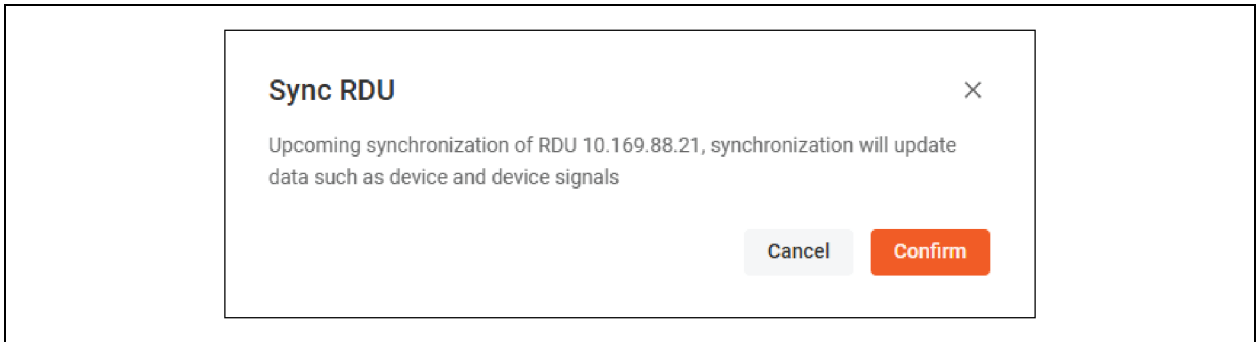 Sync RDU
Upcoming synchronization of RDU 10.169.88.21, synchronization will update
data such as device and device signals
Cancel
Confirm